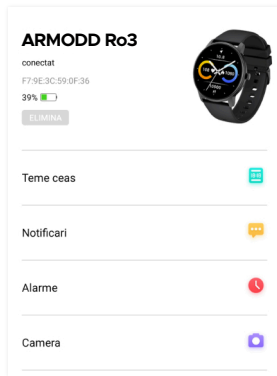 ARMODD Ro3
conectat
F7:9E:3C:59:0F:36
39%
ELIMINA
Teme ceas
Notificari
Alarme
Camera